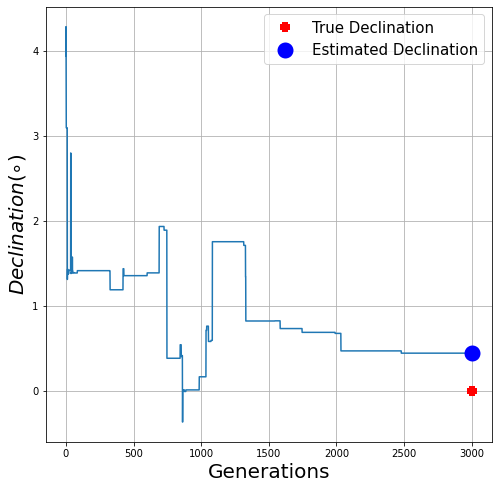 True Declination
Estimated Declination
Declination(∘)
4
3
2
1
0
0 500 1000 1500 2000 2500 3000
Generations